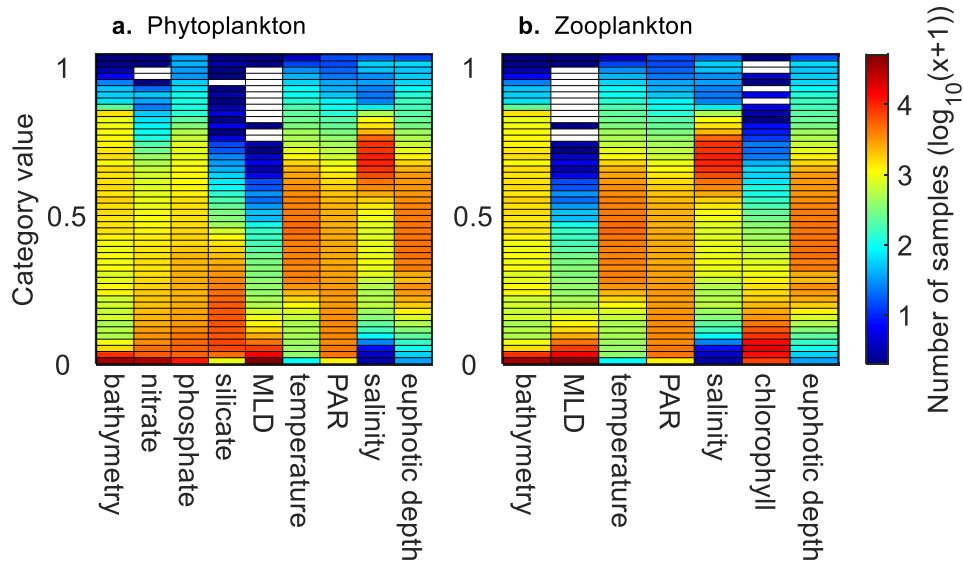 a. Phytoplankton
b. Zooplankton
Category value
1
0.5
0
1
0.5
0
bathymetry
nitrate
phosphate
silicate
MLD
temperature
PAR
salinity
euphotic depth
bathymetry
MLD
temperature
PAR
salinity
chlorophyll
euphotic depth
4
3
2
1
Number of samples (log10(x+1))